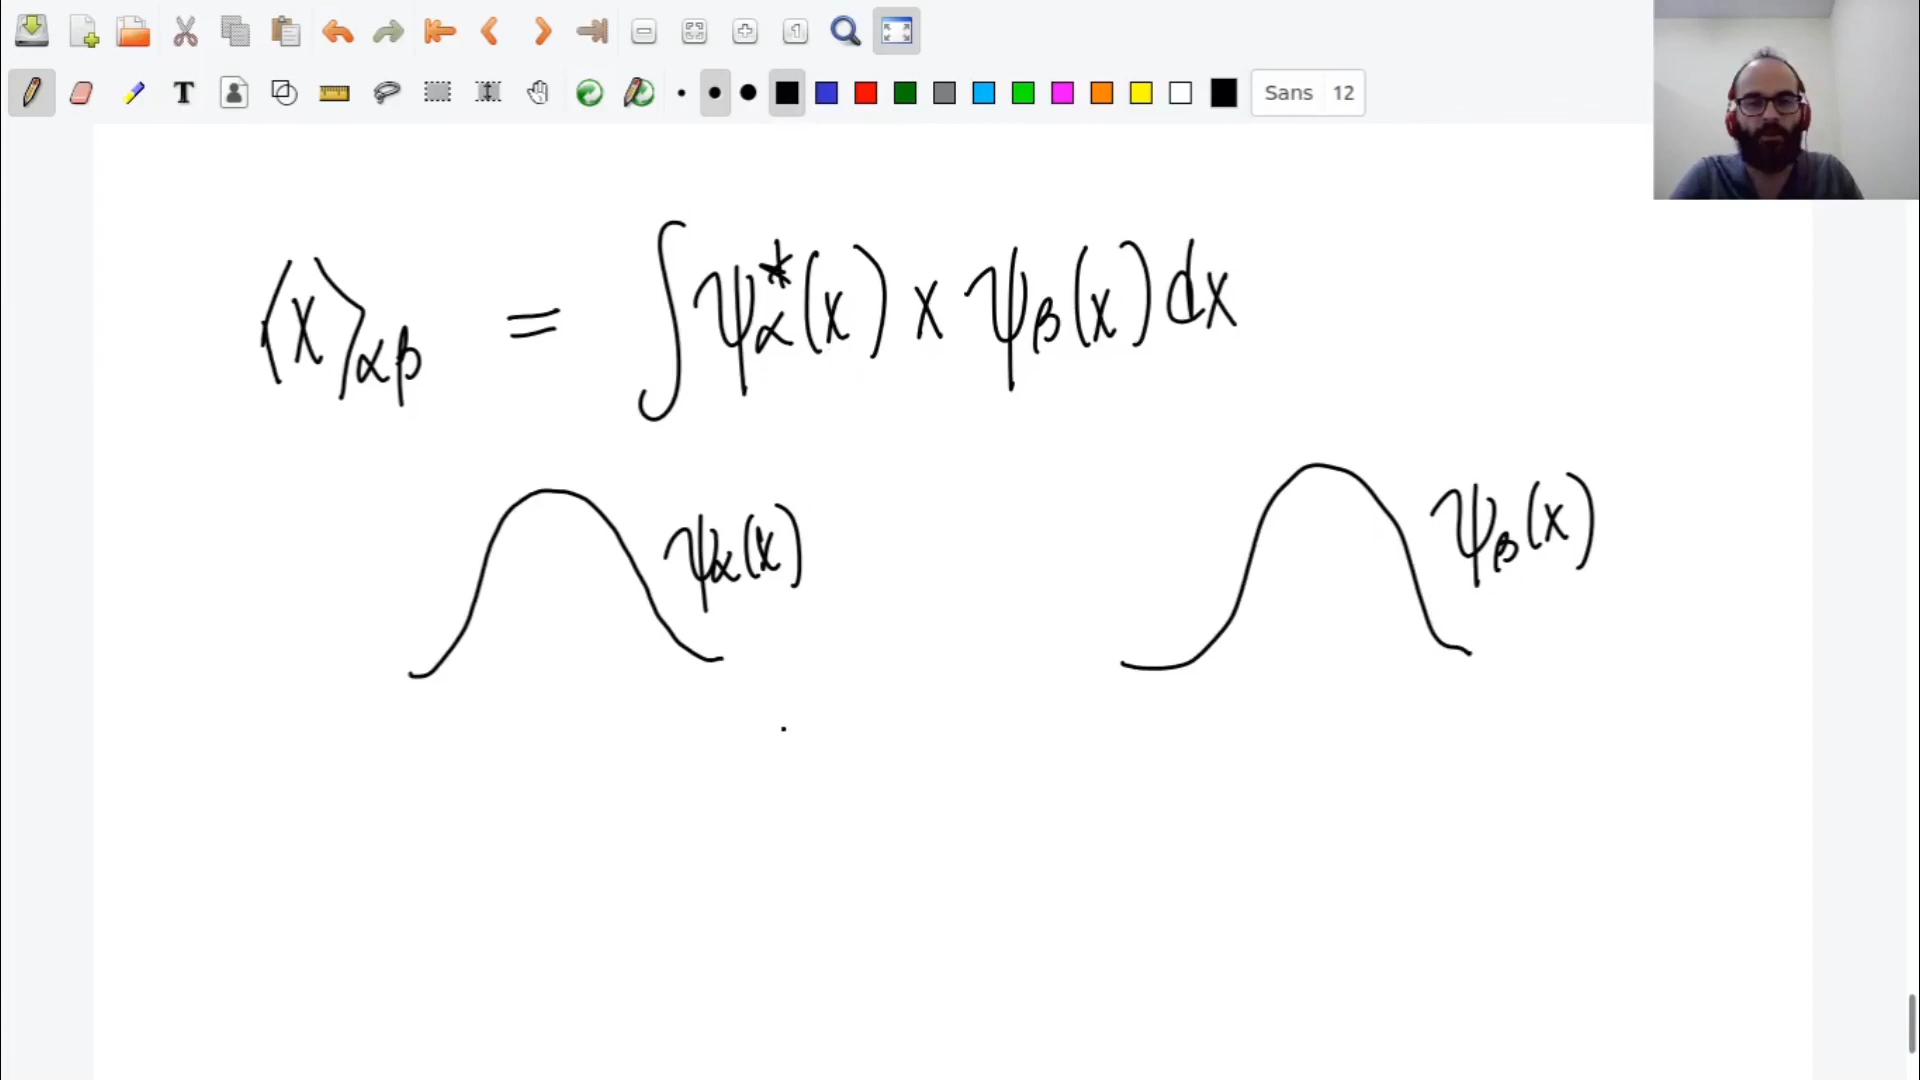 T Sans 12
⟨x⟩αβ = ∫ψα*(x) x ψβ(x) dx
ψα(x)
ψβ(x)